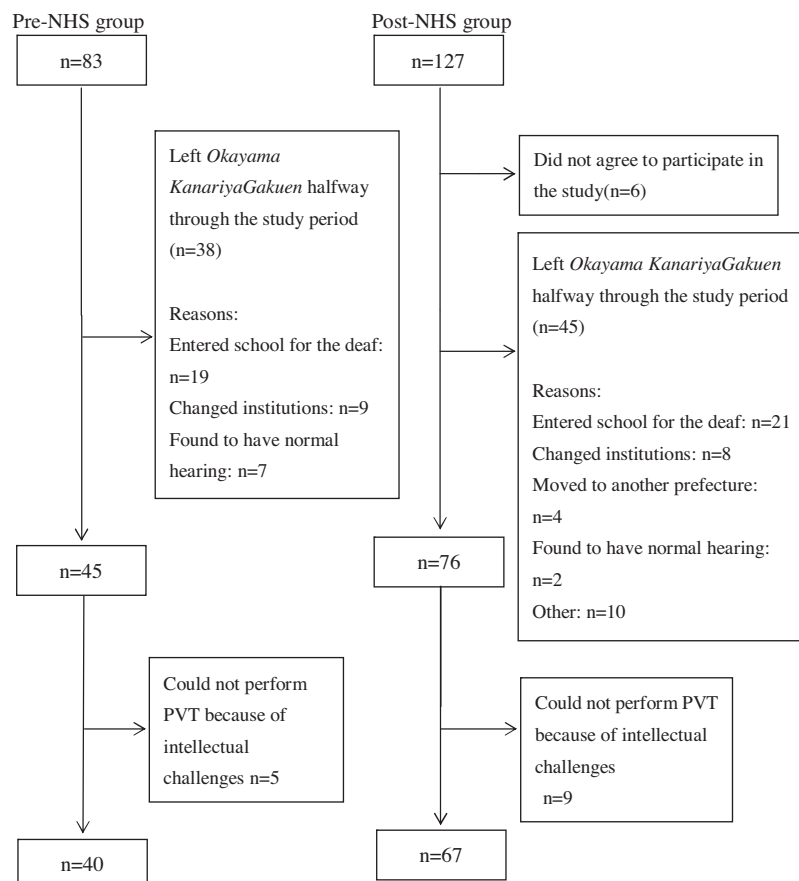 Pre-NHS group
n=83
Left Okayama
KanariyaGakuen halfway
through the study period
(n=38)
Reasons:
Entered school for the deaf:
n=19
Changed institutions: n=9
Found to have normal
hearing: n=7
n=45
Could not perform
PVT because of
intellectual
challenges n=5
n=40
Post-NHS group
n=127
Did not agree to participate in
the study(n=6)
Left Okayama KanariyaGakuen
halfway through the study period
(n=45)
Reasons:
Entered school for the deaf: n=21
Changed institutions: n=8
Moved to another prefecture:
n=4
Found to have normal hearing:
n=2
Other: n=10
n=76
Could not perform PVT
because of intellectual
challenges
n=9
n=67